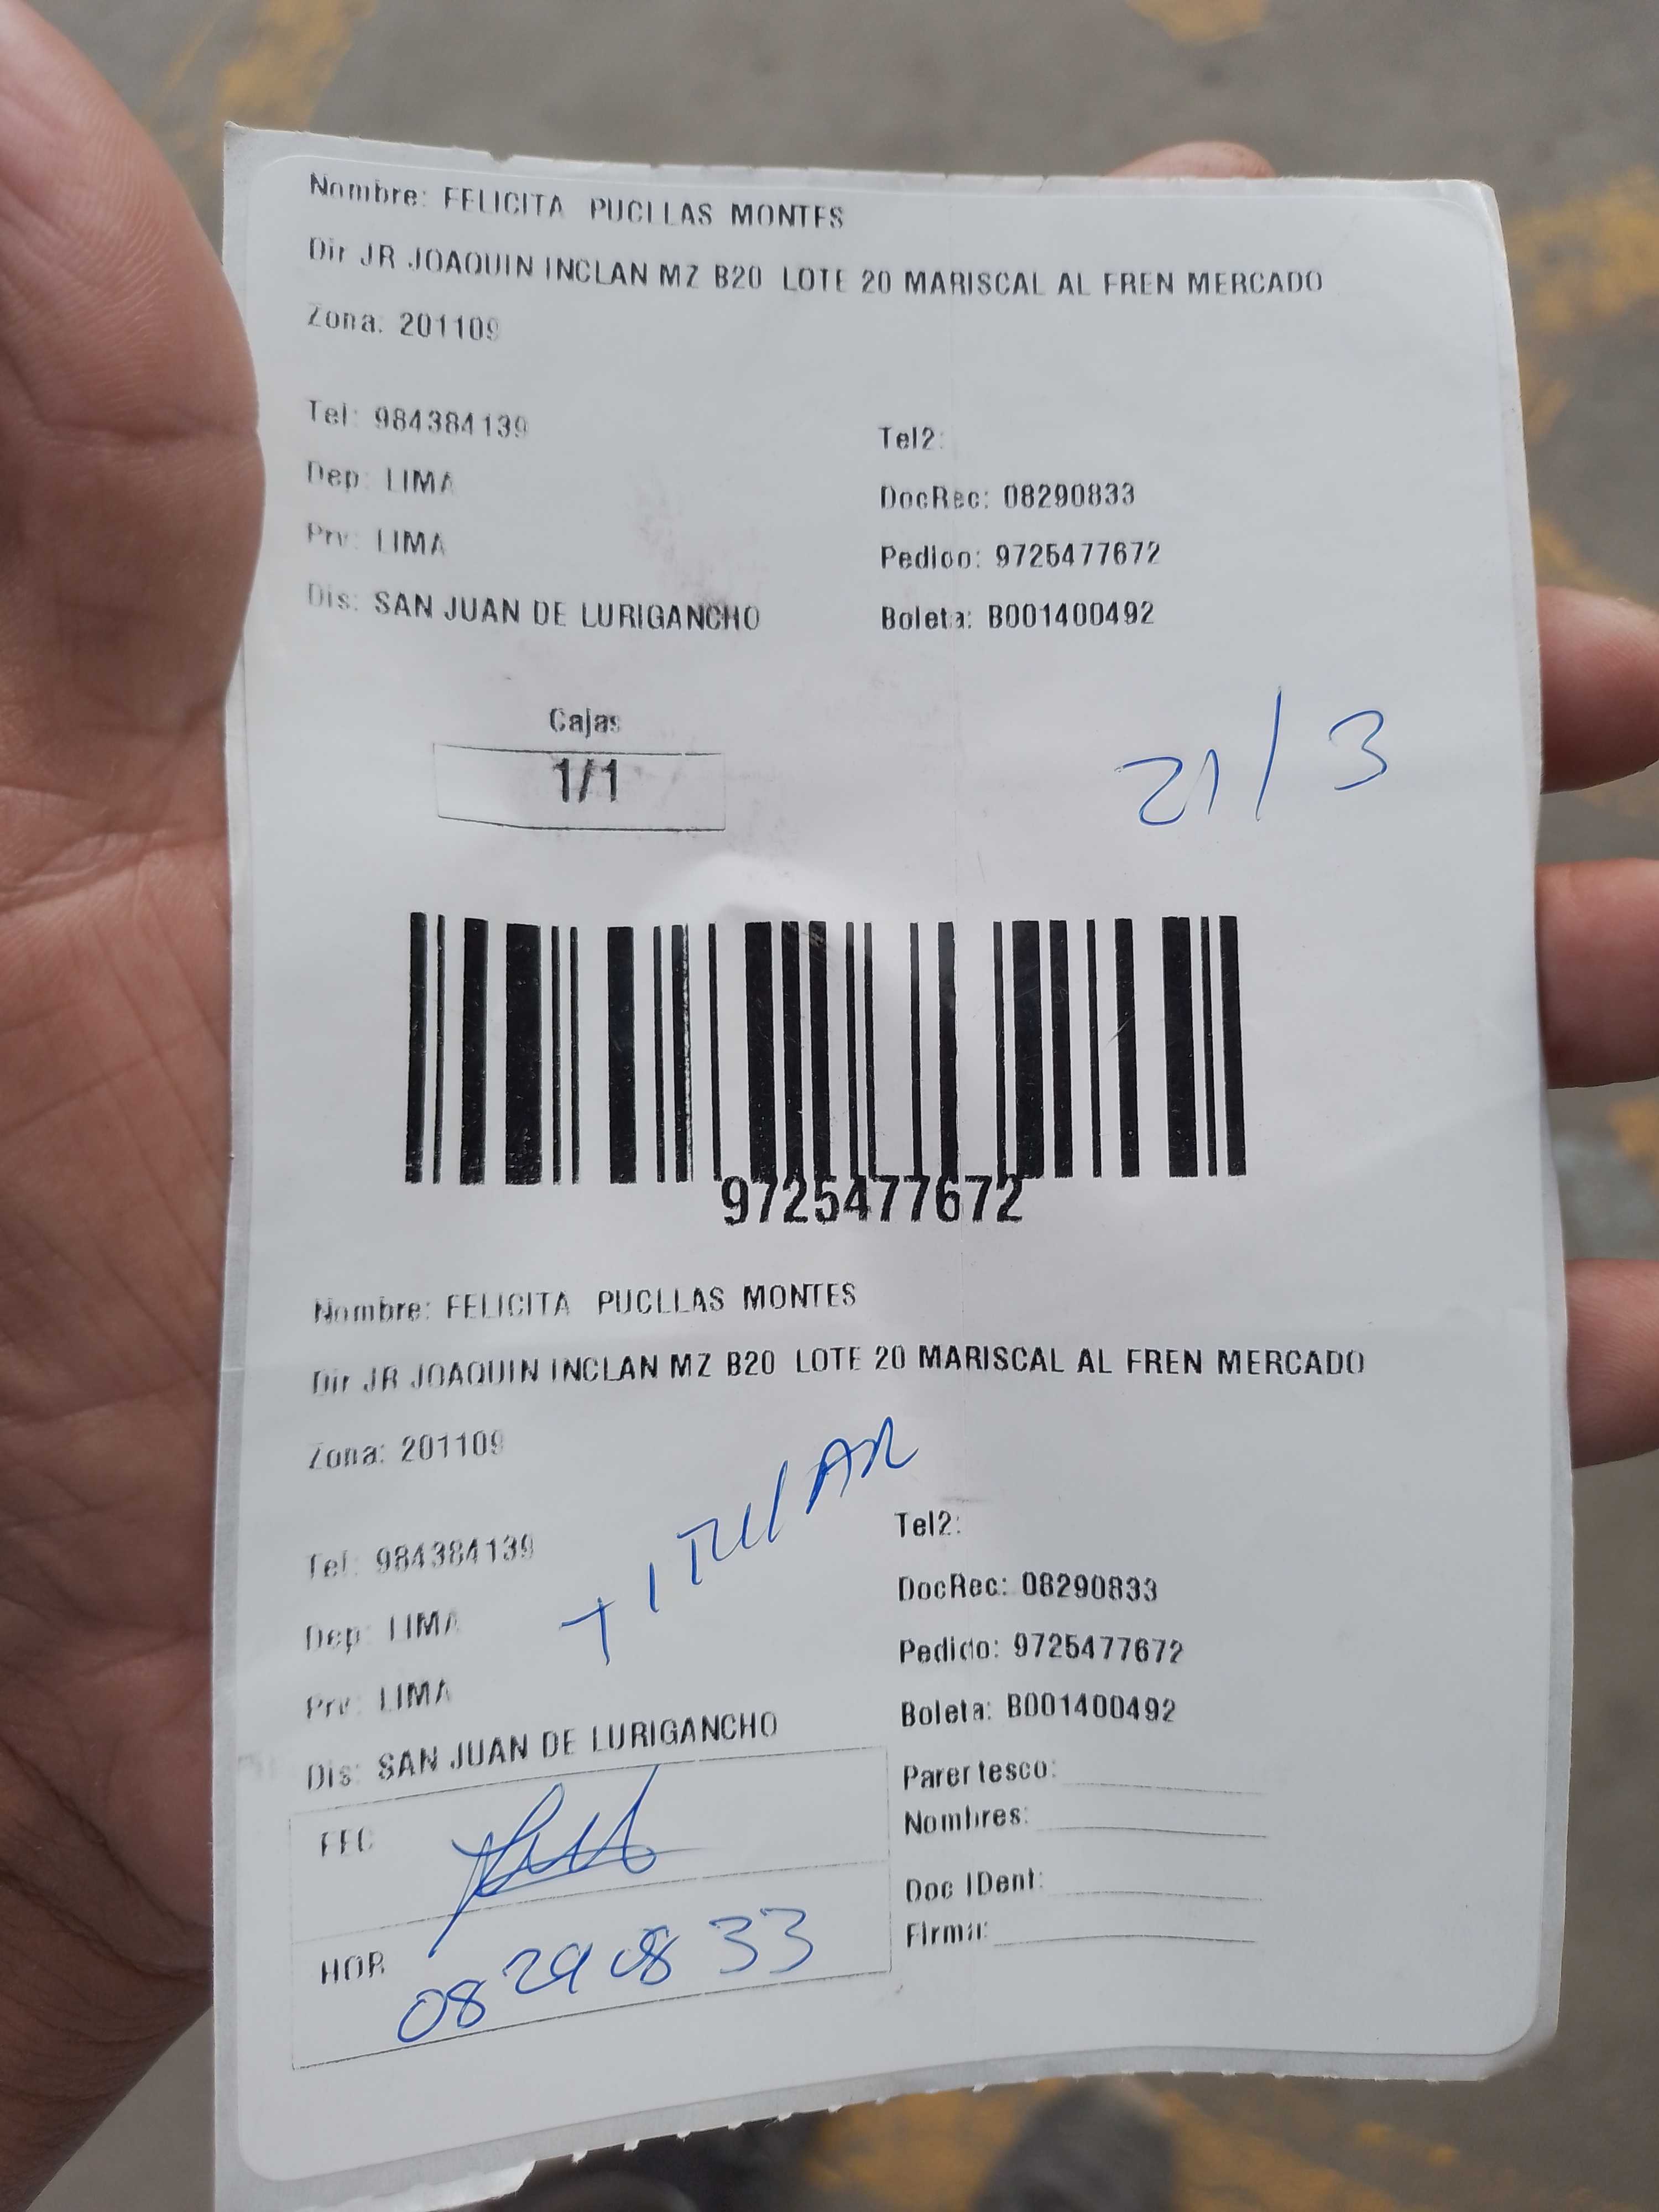 Nombre: FELICITA PUCLLAS MONTES
Dir JR JOAQUIN INCLAN MZ B20 LOTE 20 MARISCAL AL FREN MERCADO
Zona: 201109
Tel: 984384139
Tel2:
Dep: LIMA
DocRec: 08290833
Prv: LIMA
Pedido: 9725477672
Dis: SAN JUAN DE LURIGANCHO
Boleta: B001400492
Cajas
1/1
21/3
9725477672
Nombre: FELICITA PUCLLAS MONTES
Dir JR JOAQUIN INCLAN MZ B20 LOTE 20 MARISCAL AL FREN MERCADO
Zona: 201109
TITULAR
Tel: 984384139
Tel2:
Dep: LIMA
DocRec: 08290833
Prv: LIMA
Pedido: 9725477672
Dis: SAN JUAN DE LURIGANCHO
Boleta: B001400492
FEC
Parentesco:
Nombres:
HOR
08290833
Doc IDent:
Firma: